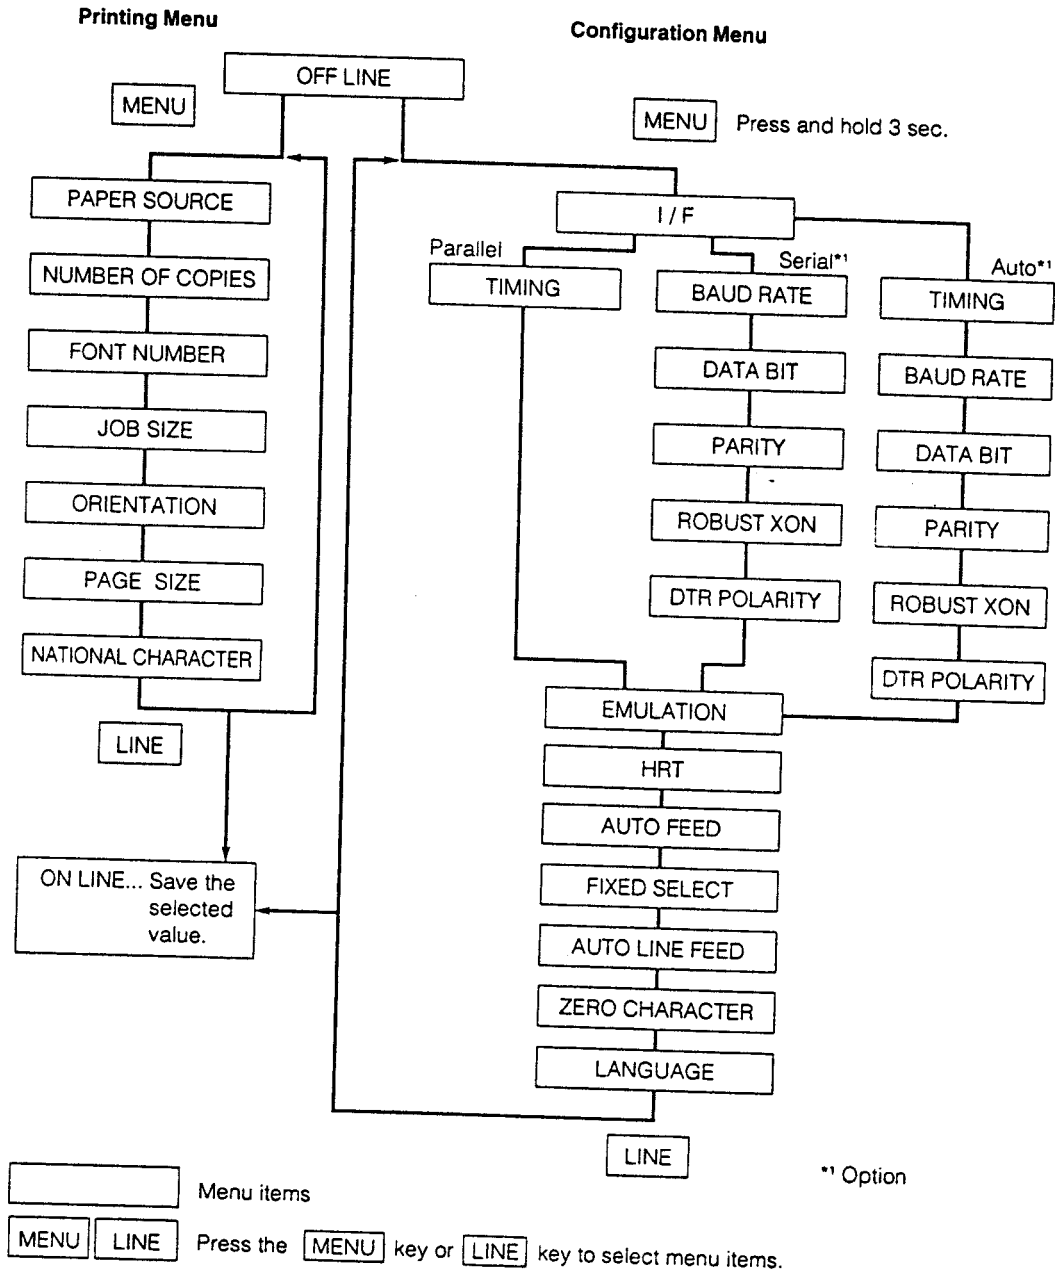 Printing Menu
Configuration Menu
OFF LINE
MENU
MENU Press and hold 3 sec.
PAPER SOURCE
NUMBER OF COPIES
FONT NUMBER
JOB SIZE
ORIENTATION
PAGE SIZE
NATIONAL CHARACTER
LINE
ON LINE... Save the
selected
value.
I / F
Parallel
TIMING
Serial*1
BAUD RATE
DATA BIT
PARITY
ROBUST XON
DTR POLARITY
Auto*1
TIMING
BAUD RATE
DATA BIT
PARITY
ROBUST XON
DTR POLARITY
EMULATION
HRT
AUTO FEED
FIXED SELECT
AUTO LINE FEED
ZERO CHARACTER
LANGUAGE
LINE
*1 Option
Menu items
MENU LINE Press the MENU key or LINE key to select menu items.